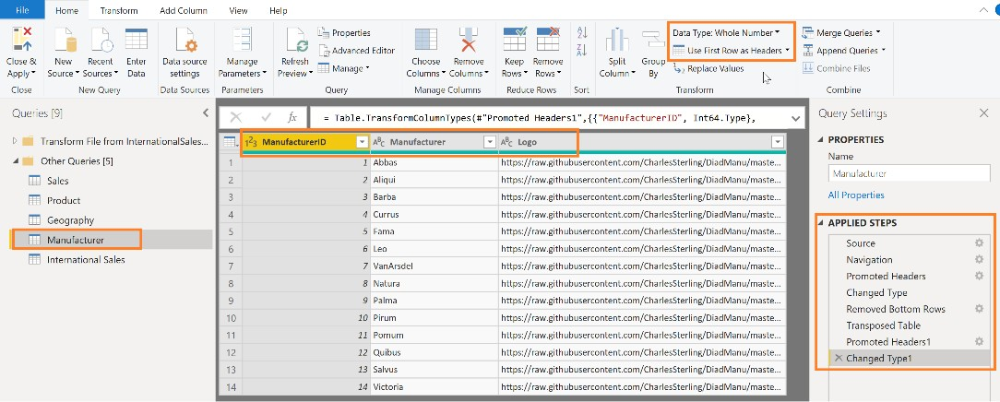 File Home Transform Add Column View Help
Close & Apply
New Source
Recent Sources
Enter Data
Data source settings
Manage Parameters
Refresh Preview
Properties
Advanced Editor
Manage
Choose Columns
Remove Columns
Keep Rows
Remove Rows
Split Column
Group By
Data Type: Whole Number
Use First Row as Headers
Replace Values
Merge Queries
Append Queries
Combine Files
Close New Query Data Sources Parameters Query Manage Columns Reduce Rows Sort Transform Combine
Queries [9]
Transform File from InternationalSales...
Other Queries [5]
Sales
Product
Geography
Manufacturer
International Sales
fx = Table.TransformColumnTypes(#"Promoted Headers1",{{"ManufacturerID", Int64.Type},
123 ManufacturerID ABC Manufacturer ABC Logo
1 1 Abbas https://raw.githubusercontent.com/CharlesSterling/DiadManu/maste...
2 2 Aliqui https://raw.githubusercontent.com/CharlesSterling/DiadManu/maste...
3 3 Barba https://raw.githubusercontent.com/CharlesSterling/DiadManu/maste...
4 4 Currus https://raw.githubusercontent.com/CharlesSterling/DiadManu/maste...
5 5 Fama https://raw.githubusercontent.com/CharlesSterling/DiadManu/maste...
6 6 Leo https://raw.githubusercontent.com/CharlesSterling/DiadManu/maste...
7 7 VanArsdel https://raw.githubusercontent.com/CharlesSterling/DiadManu/maste...
8 8 Natura https://raw.githubusercontent.com/CharlesSterling/DiadManu/maste...
9 9 Palma https://raw.githubusercontent.com/CharlesSterling/DiadManu/maste...
10 10 Pirum https://raw.githubusercontent.com/CharlesSterling/DiadManu/maste...
11 11 Pomum https://raw.githubusercontent.com/CharlesSterling/DiadManu/maste...
12 12 Quibus https://raw.githubusercontent.com/CharlesSterling/DiadManu/maste...
13 13 Salvus https://raw.githubusercontent.com/CharlesSterling/DiadManu/maste...
14 14 Victoria https://raw.githubusercontent.com/CharlesSterling/DiadManu/maste...
Query Settings
PROPERTIES
Name
Manufacturer
All Properties
APPLIED STEPS
Source
Navigation
Promoted Headers
Changed Type
Removed Bottom Rows
Transposed Table
Promoted Headers1
Changed Type1